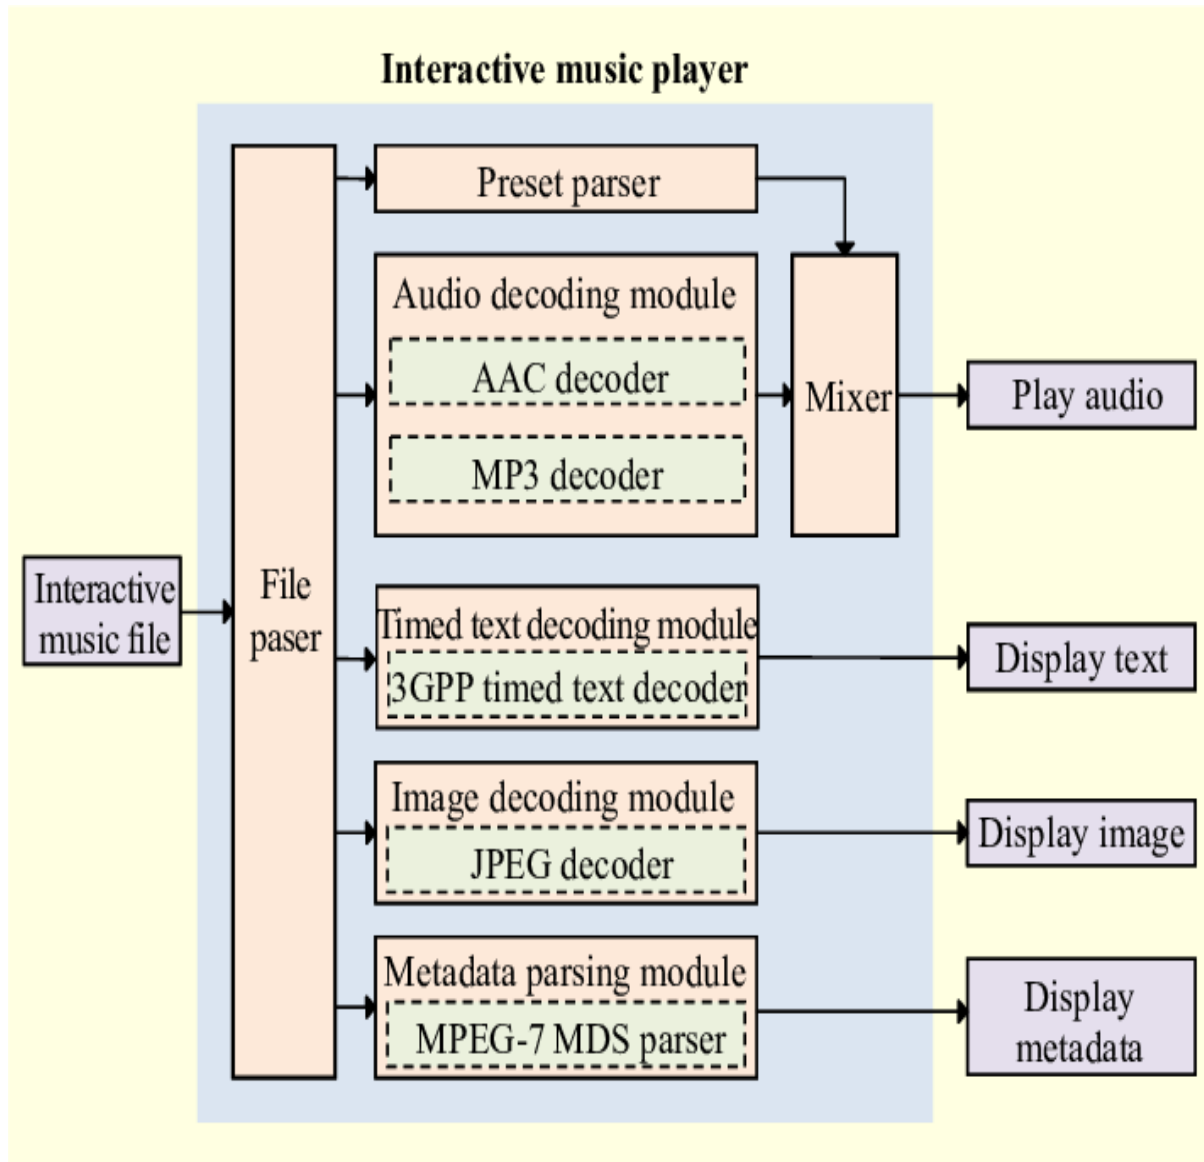 Interactive music player
Preset parser
Audio decoding module
AAC decoder
MP3 decoder
Mixer
Play audio
Interactive
music file
File
paser
Timed text decoding module
3GPP timed text decoder
Display text
Image decoding module
JPEG decoder
Display image
Metadata parsing module
MPEG-7 MDS parser
Display
metadata